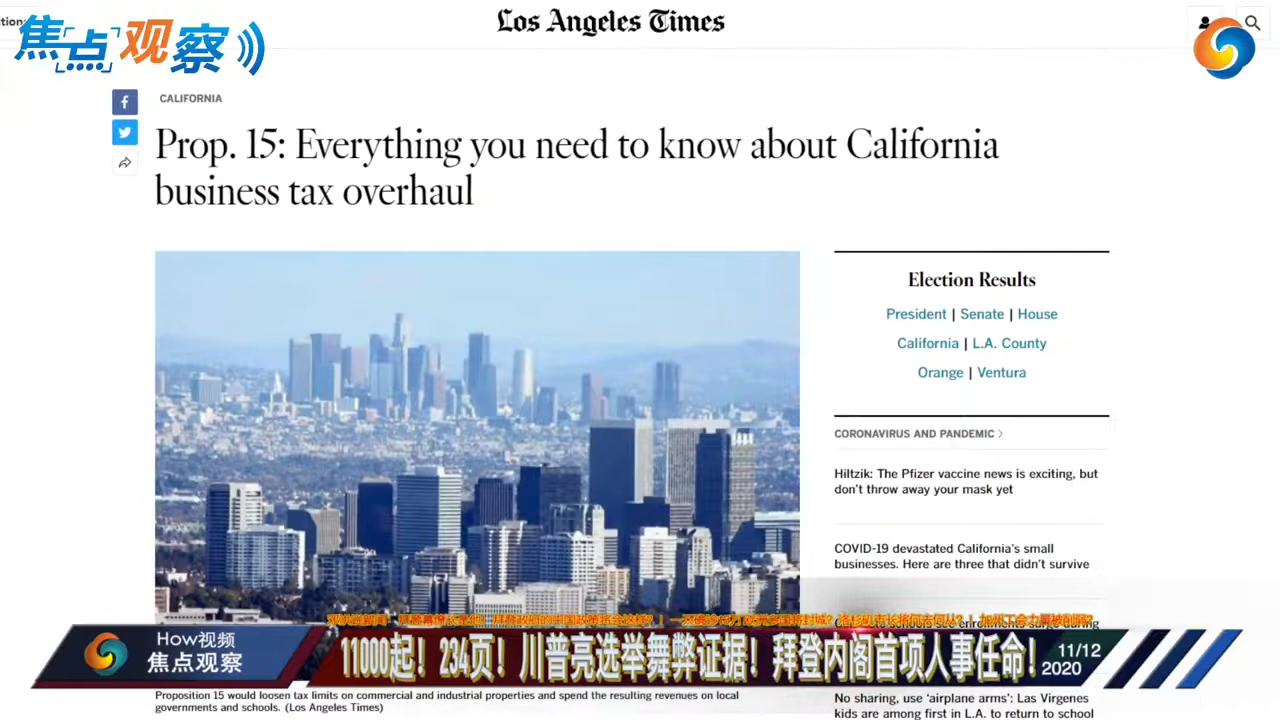 Los Angeles Times
焦点观察
CALIFORNIA
Prop. 15: Everything you need to know about California
business tax overhaul
Election Results
President | Senate | House
California | L.A. County
Orange | Ventura
CORONAVIRUS AND PANDEMIC
Hiltzik: The Pfizer vaccine news is exciting, but
don't throw away your mask yet
COVID-19 devastated California's small
businesses. Here are three that didn't survive
How视频
焦点观察
11000起！234页！川普亮选举舞弊证据！拜登内阁首项人事任命！
11/12
2020
Proposition 15 would loosen tax limits on commercial and industrial properties and spend the resulting revenues on local
governments and schools. (Los Angeles Times)
No sharing, use 'airplane arms': Las Virgenes
kids are among first in L.A. to return to school